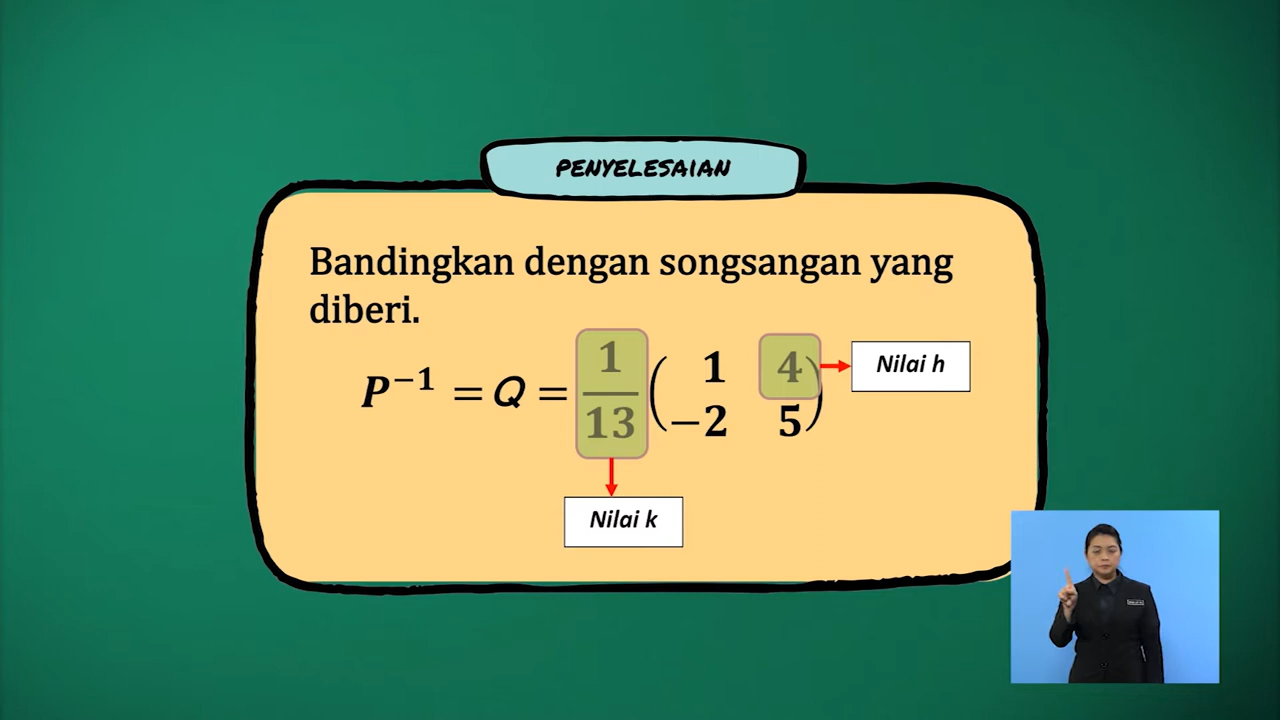 PENYELESAIAN
Bandingkan dengan songsangan yang
diberi.
P⁻¹ = Q = 1/13 ( 1 4 )
( −2 5 )
Nilai h
Nilai k